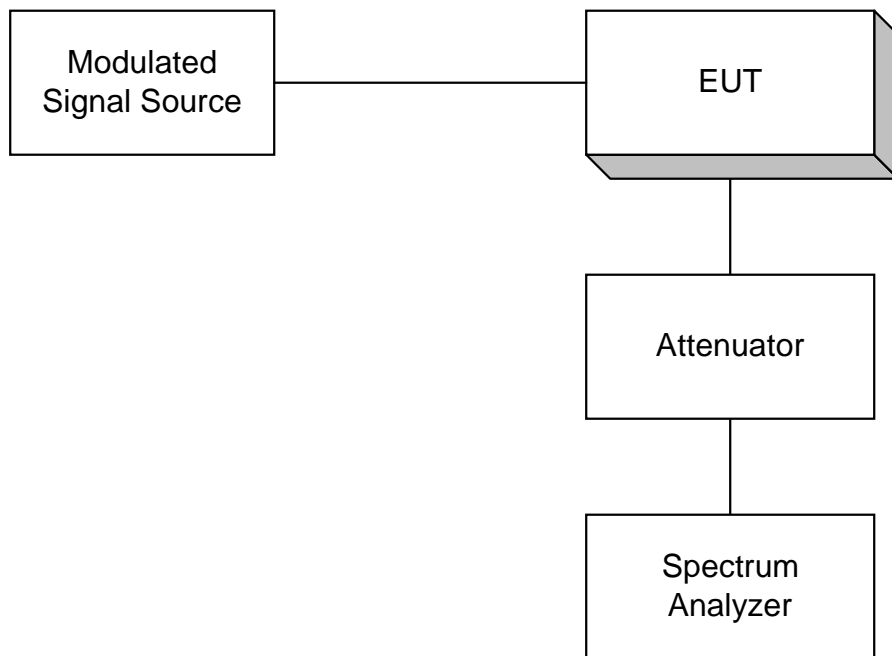 Modulated
Signal Source
EUT
Attenuator
Spectrum
Analyzer